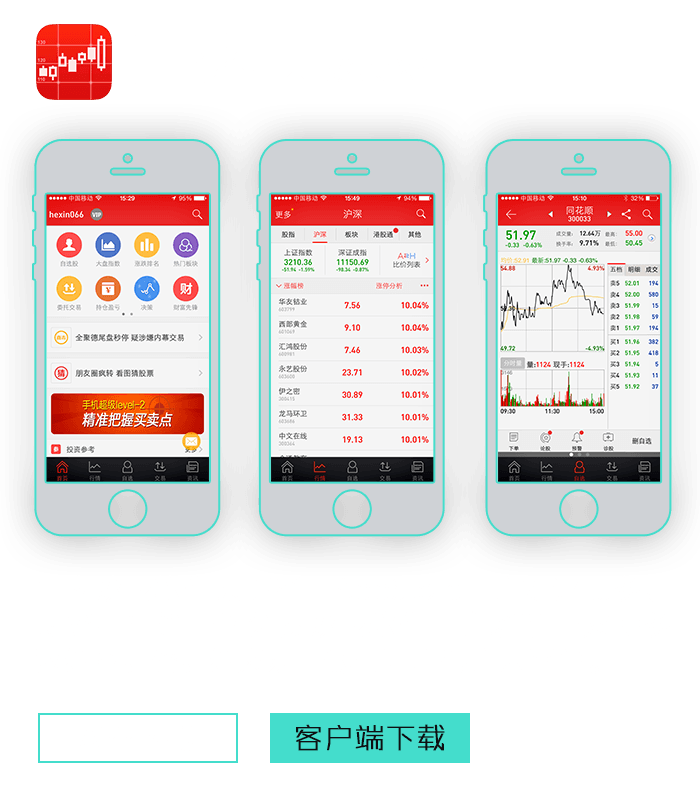 130
130
110
中国移动 15:29 95%
hexin066 VIP
自选股 大盘指数 涨跌排名 热门板块
委托交易 持仓盈亏 决策 财富先锋
全聚德尾盘秒停 疑涉嫌内幕交易
猜 朋友圈疯转 看图猜股票
手机超级level-2
精准把握买卖点
投资参考 更多
首页 行情 自选 交易 资讯
中国移动 15:49 94%
更多 沪深
股指 沪深 板块 港股通 其他
上证指数 深证成指 A H
3210.36 11150.69 比价列表
-51.94 -1.59% -98.34 -0.87%
涨幅榜 涨停分析
华友钴业 7.56 10.04%
603799
西部黄金 9.10 10.04%
601069
汇鸿股份 7.46 10.03%
600981
永艺股份 23.71 10.02%
603600
伊之密 30.89 10.01%
300415
龙马环卫 31.33 10.01%
603686
中文在线 19.13 10.01%
300364
首页 行情 自选 交易 资讯
中国移动 15:10 32%
同花顺
300033
51.97 成交量: 12.64万 最高: 55.00
-0.33 -0.63% 换手率: 9.71% 最低: 50.45
最新:51.97 -0.33 -0.63%
五档 明细 成交
54.88 4.93%
卖5 52.01 194
卖4 52.00 580
卖3 51.99 15
卖2 51.98 59
卖1 51.97 194
买1 51.96 382
买2 51.95 418
买3 51.94 5
买4 51.93 11
买5 51.92 37
49.72 -4.93%
分时量 量:1124 现手:1124
09:30 11:30 15:00
下单 论股 预警 诊股 删自选
首页 行情 自选 交易 资讯
客户端下载